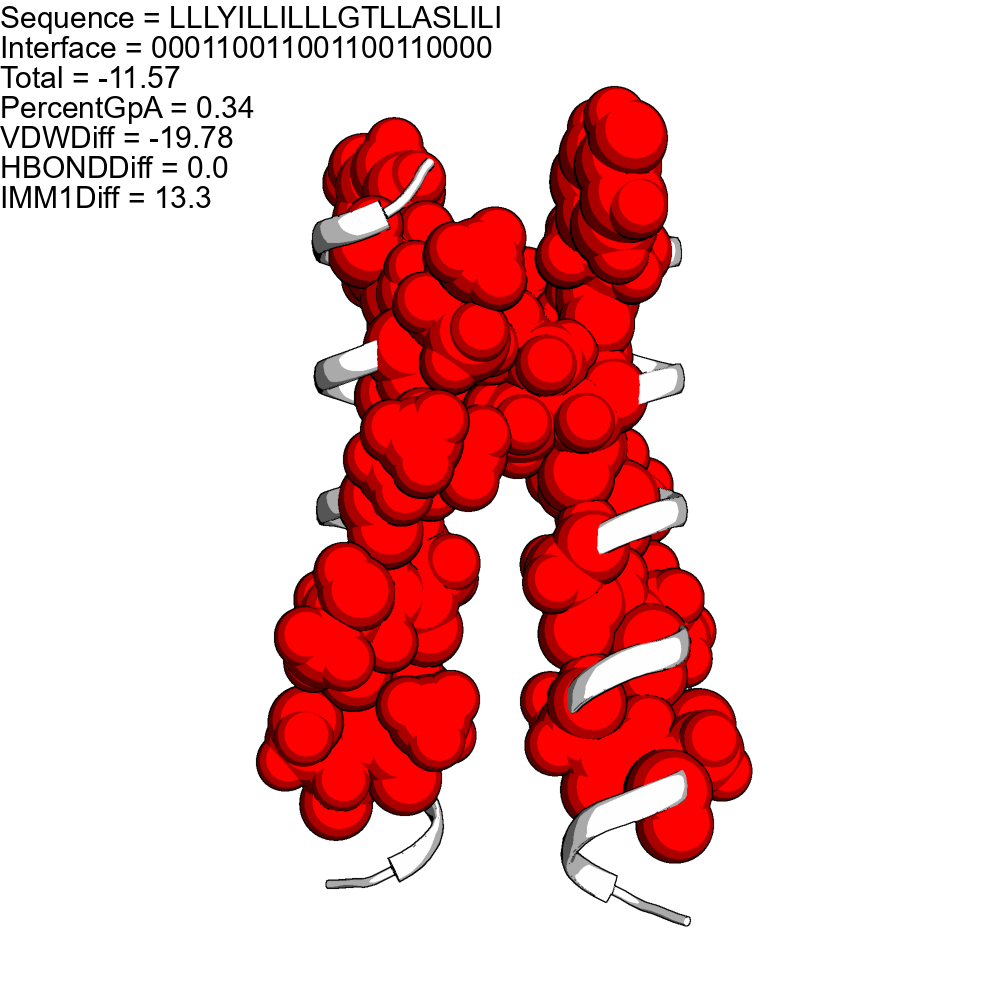 Sequence = LLLYILLILLLGTLLASLILI
Interface = 000110011001100110000
Total = -11.57
PercentGpA = 0.34
VDWDiff = -19.78
HBONDDiff = 0.0
IMM1Diff = 13.3